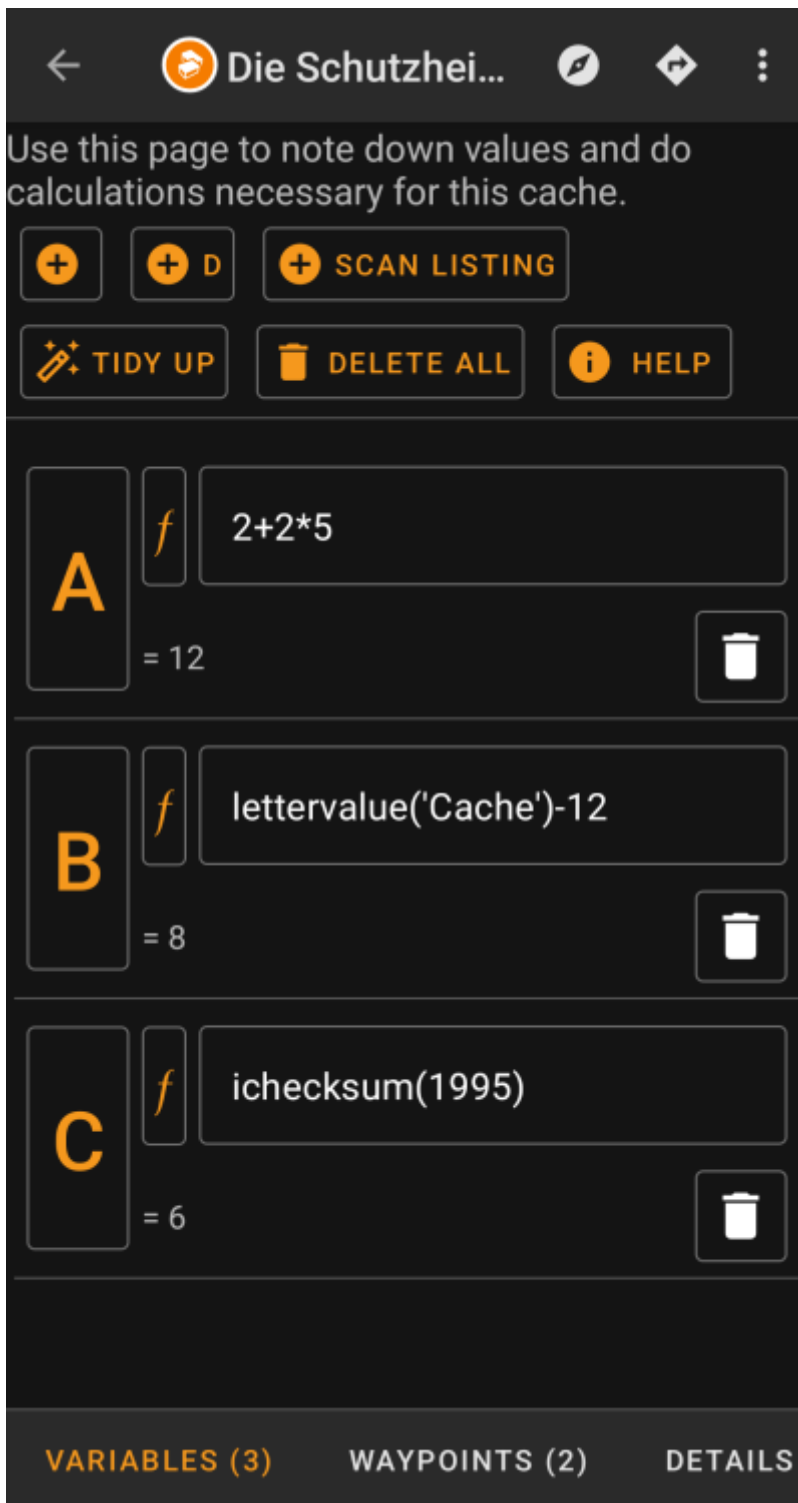 Die Schutzhei...
Use this page to note down values and do
calculations necessary for this cache.
D
SCAN LISTING
TIDY UP
DELETE ALL
HELP
A
f
2+2*5
= 12
B
f
lettervalue('Cache')-12
= 8
C
f
ichecksum(1995)
= 6
VARIABLES (3)
WAYPOINTS (2)
DETAILS